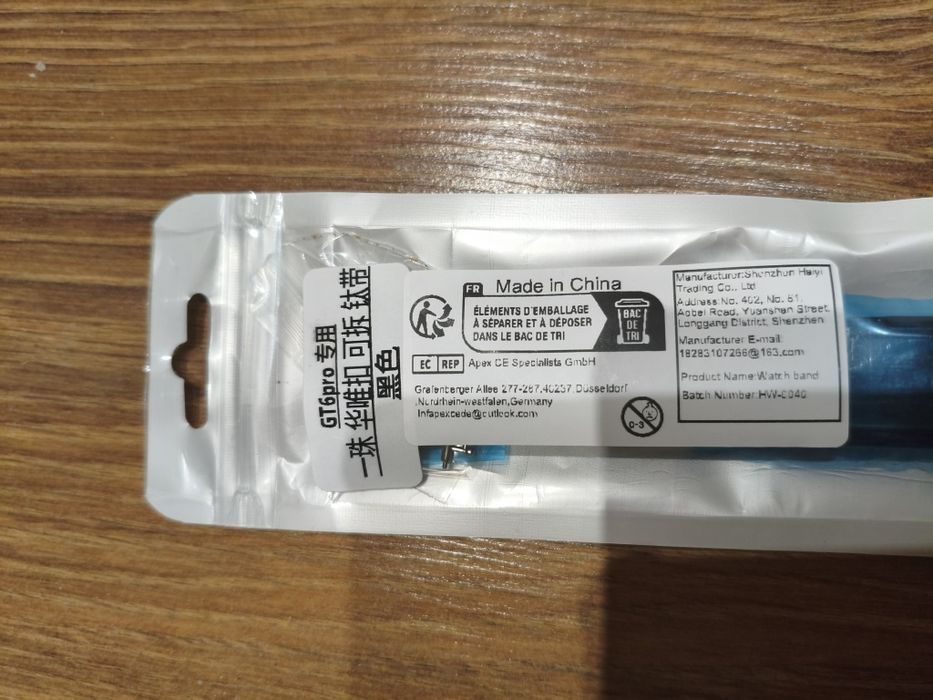 GT6pro 专用
一珠 华唯扣 可拆 钛带
黑色
FR Made in China
ÉLÉMENTS D'EMBALLAGE
À SÉPARER ET À DÉPOSER
DANS LE BAC DE TRI
BAC
DE
TRI
EC REP Apex CE Specialists GmbH
Grafenberger Allee 277-287,40237,Düsseldorf
,Nordrhein-westfalen,Germany
Infapexcede@outlook.com
0-3
Manufacturer:Shenzhen Haiyi
Trading Co., Ltd
Address:No. 402, No. 81,
Aobei Road, Yuanshan Street,
Longgang District, Shenzhen
Manufacturer E-mail:
18283107266@163.com
Product Name:Watch band
Batch Number: